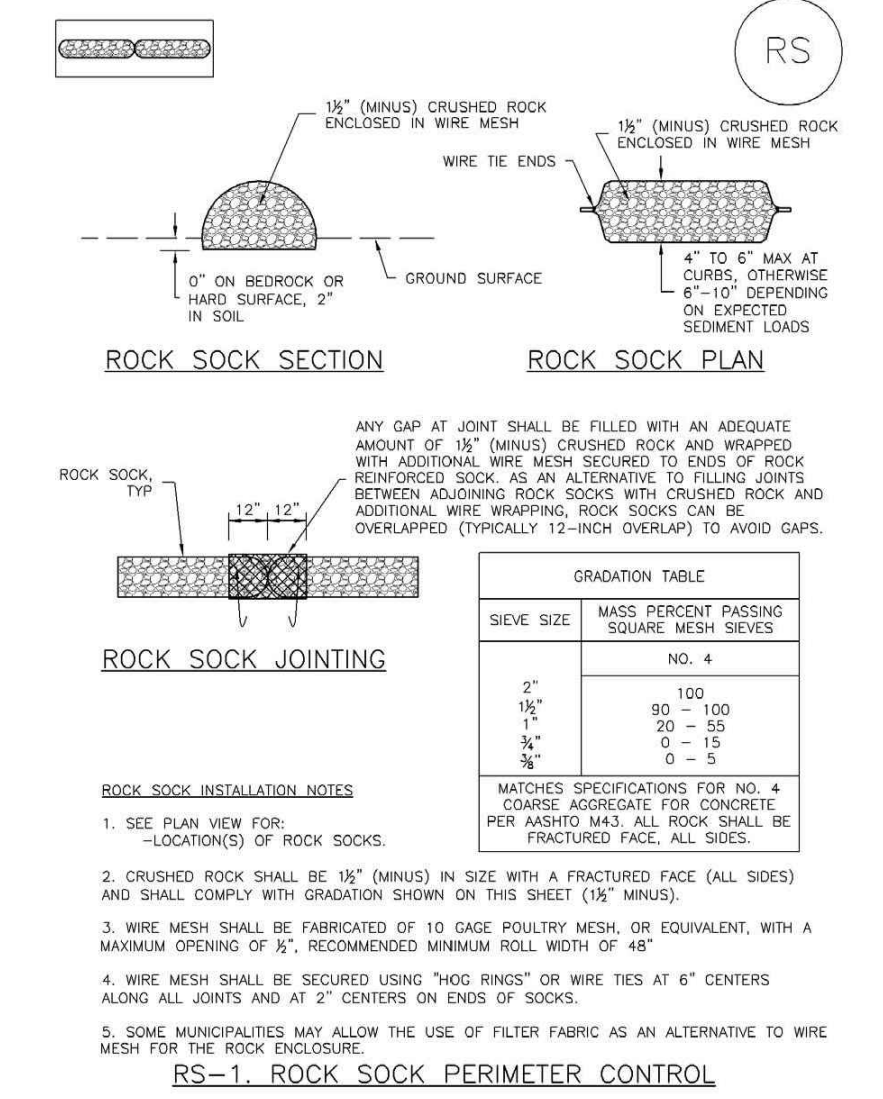 RS
1½" (MINUS) CRUSHED ROCK
ENCLOSED IN WIRE MESH
0" ON BEDROCK OR
HARD SURFACE, 2"
IN SOIL
GROUND SURFACE
ROCK SOCK SECTION
1½" (MINUS) CRUSHED ROCK
ENCLOSED IN WIRE MESH
WIRE TIE ENDS
4" TO 6" MAX AT
CURBS, OTHERWISE
6"-10" DEPENDING
ON EXPECTED
SEDIMENT LOADS
ROCK SOCK PLAN
ANY GAP AT JOINT SHALL BE FILLED WITH AN ADEQUATE
AMOUNT OF 1½" (MINUS) CRUSHED ROCK AND WRAPPED
WITH ADDITIONAL WIRE MESH SECURED TO ENDS OF ROCK
REINFORCED SOCK. AS AN ALTERNATIVE TO FILLING JOINTS
BETWEEN ADJOINING ROCK SOCKS WITH CRUSHED ROCK AND
ADDITIONAL WIRE WRAPPING, ROCK SOCKS CAN BE
OVERLAPPED (TYPICALLY 12-INCH OVERLAP) TO AVOID GAPS.
ROCK SOCK,
TYP
12" 12"
ROCK SOCK JOINTING
GRADATION TABLE
SIEVE SIZE MASS PERCENT PASSING
SQUARE MESH SIEVES
NO. 4
2" 100
1½" 90 - 100
1" 20 - 55
¾" 0 - 15
⅜" 0 - 5
MATCHES SPECIFICATIONS FOR NO. 4
COARSE AGGREGATE FOR CONCRETE
PER AASHTO M43. ALL ROCK SHALL BE
FRACTURED FACE, ALL SIDES.
ROCK SOCK INSTALLATION NOTES
1. SEE PLAN VIEW FOR:
-LOCATION(S) OF ROCK SOCKS.
2. CRUSHED ROCK SHALL BE 1½" (MINUS) IN SIZE WITH A FRACTURED FACE (ALL SIDES)
AND SHALL COMPLY WITH GRADATION SHOWN ON THIS SHEET (1½" MINUS).
3. WIRE MESH SHALL BE FABRICATED OF 10 GAGE POULTRY MESH, OR EQUIVALENT, WITH A
MAXIMUM OPENING OF ½", RECOMMENDED MINIMUM ROLL WIDTH OF 48"
4. WIRE MESH SHALL BE SECURED USING "HOG RINGS" OR WIRE TIES AT 6" CENTERS
ALONG ALL JOINTS AND AT 2" CENTERS ON ENDS OF SOCKS.
5. SOME MUNICIPALITIES MAY ALLOW THE USE OF FILTER FABRIC AS AN ALTERNATIVE TO WIRE
MESH FOR THE ROCK ENCLOSURE.
RS-1. ROCK SOCK PERIMETER CONTROL